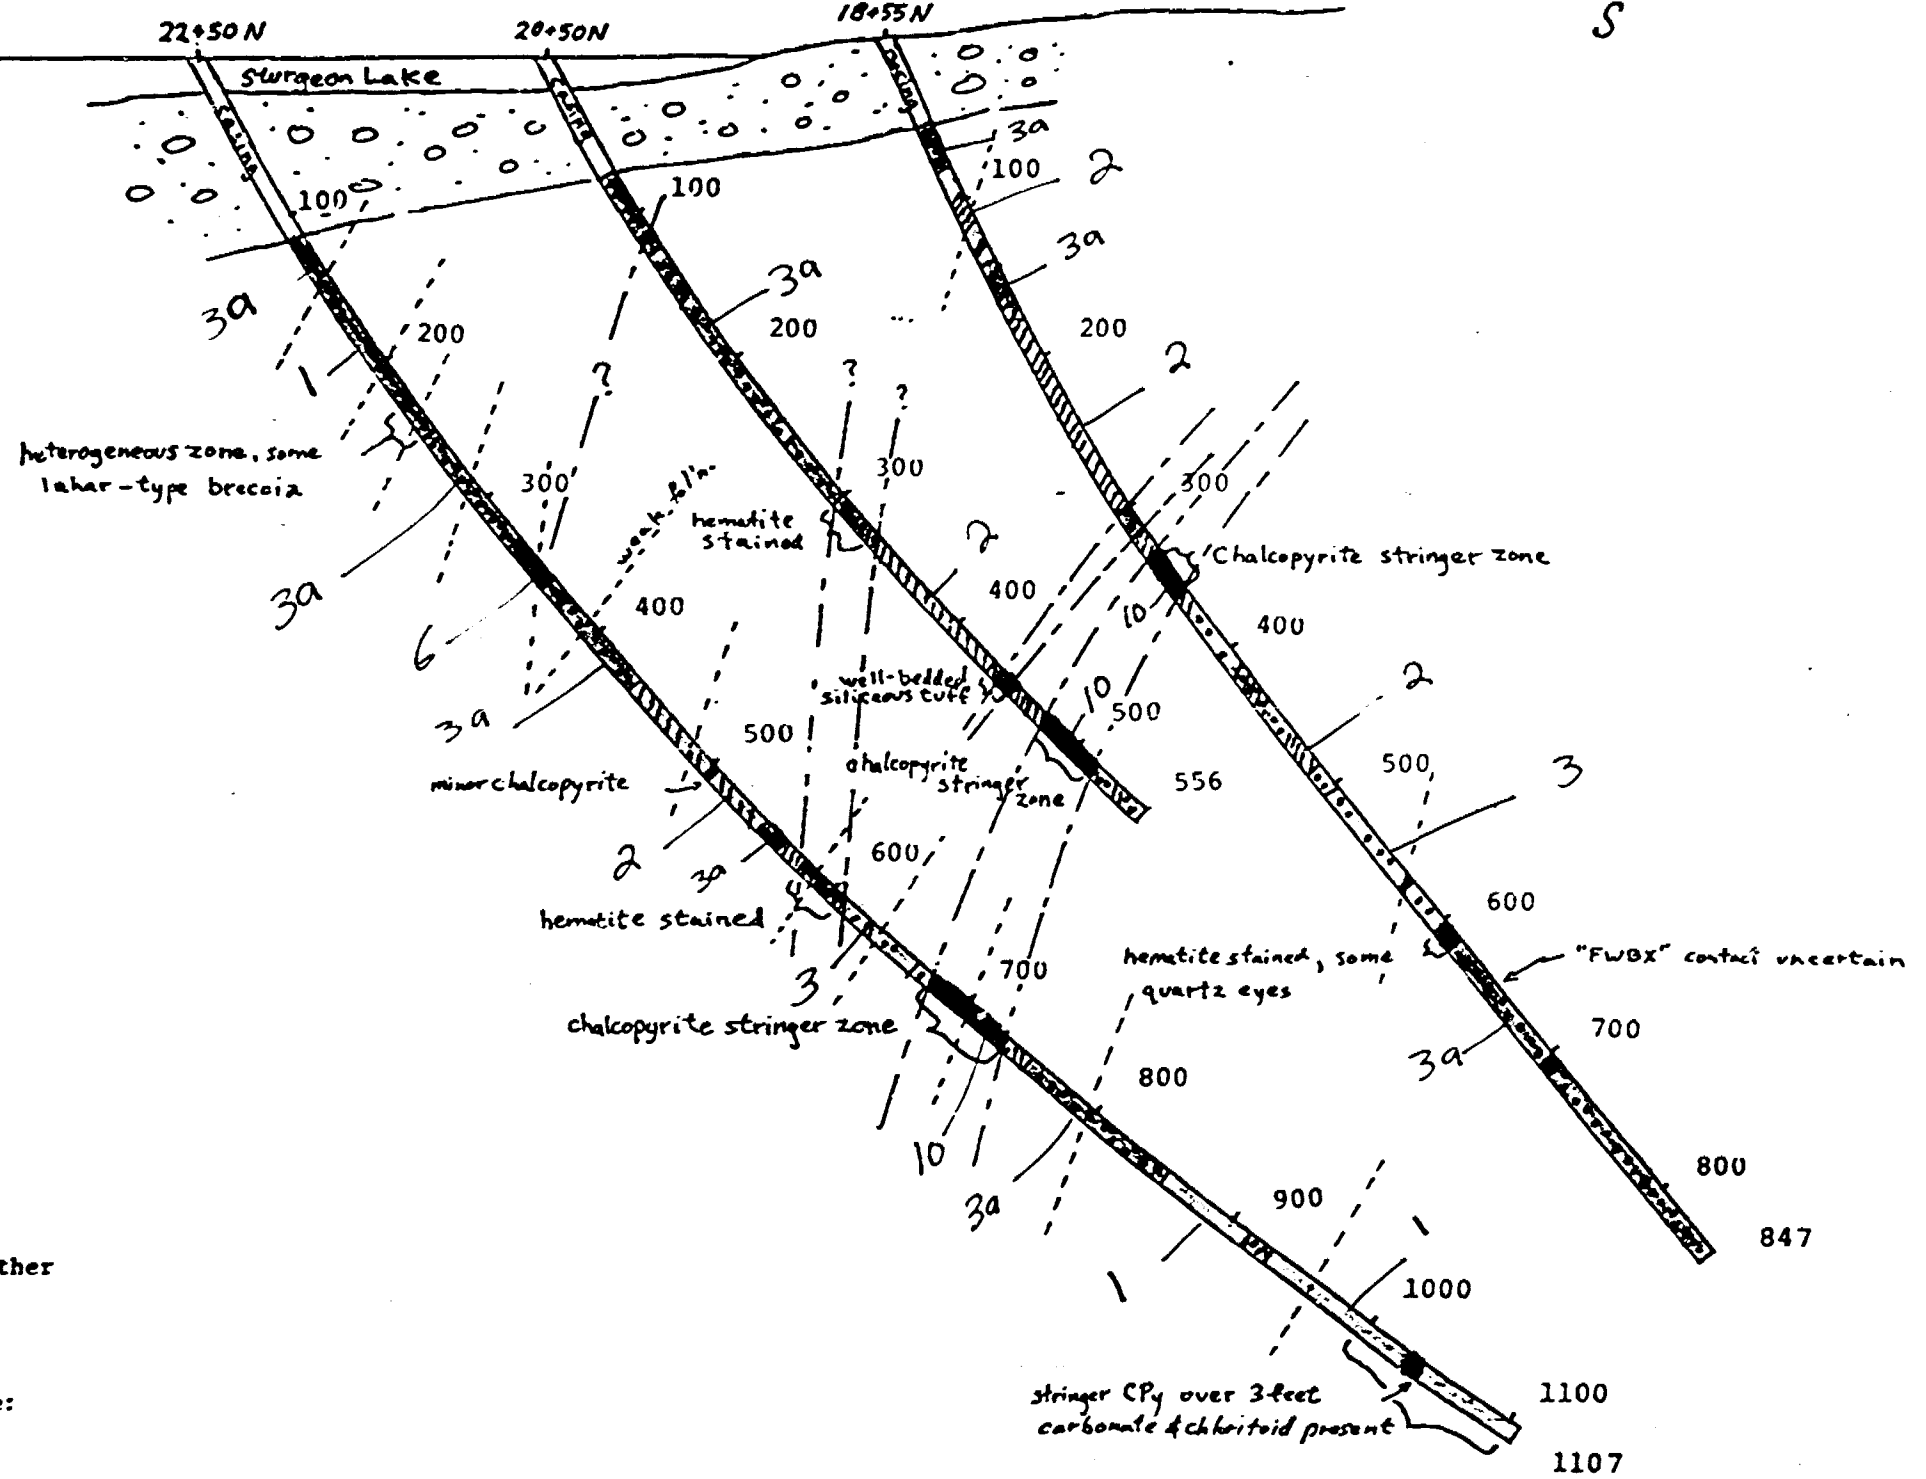 22+50N
20+50N
18+55N
S
Sturgeon Lake
casing
casing
casing
3a
100
100
100
2
3a
3a
3a
200
200
200
1
2
?
?
?
heterogeneous zone, some
lahar-type breccia
300
300
300
weak fol'n.
hematite
stained
2
Chalcopyrite stringer zone
3a
6
400
400
10
400
well-bedded
siliceous tuff
10
2
3a
500
500
500
minor chalcopyrite
chalcopyrite
stringer
zone
556
3
2
3a
600
600
hematite stained
3
700
hematite stained, some
quartz eyes
"FWBX" contact uncertain
chalcopyrite stringer zone
700
3a
800
10
3a
800
900
847
ther
1
1
1000
e:
stringer CPy over 3 feet
carbonate & chloritoid present
1100
1107